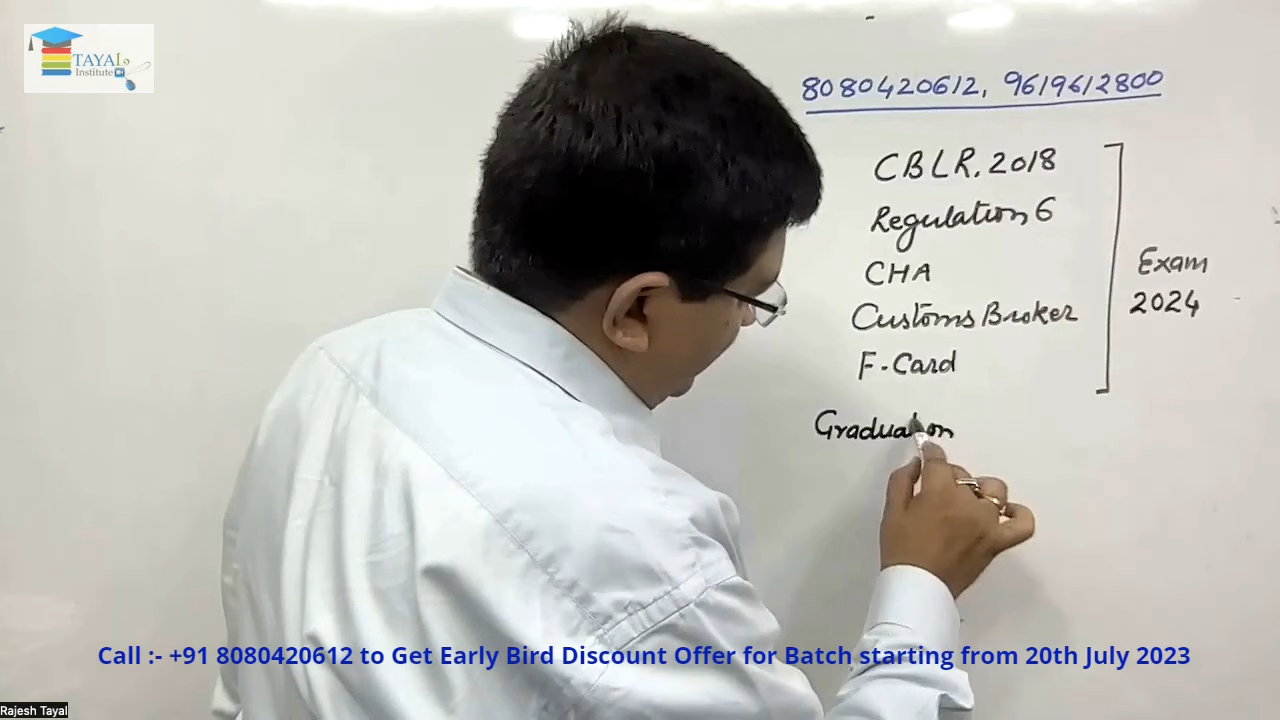 TAYAL
Institute
8080420612, 9619612800
CBLR.2018
Regulation 6
CHA
Customs Broker
F-Card
Exam
2024
Graduation
Call :- +91 8080420612 to Get Early Bird Discount Offer for Batch starting from 20th July 2023
Rajesh Tayal